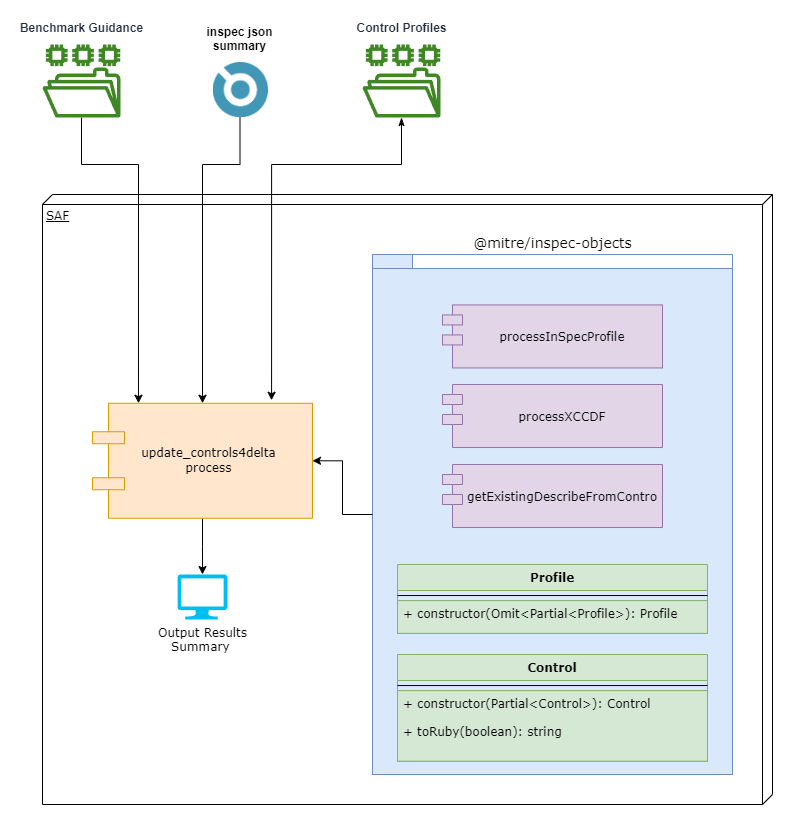 Benchmark Guidance
inspec json
summary
Control Profiles
SAF
@mitre/inspec-objects
processInSpecProfile
processXCCDF
getExistingDescribeFromContro
update_controls4delta
process
Output Results
Summary
Profile
+ constructor(Omit<Partial<Profile>): Profile
Control
+ constructor(Partial<Control>): Control
+ toRuby(boolean): string